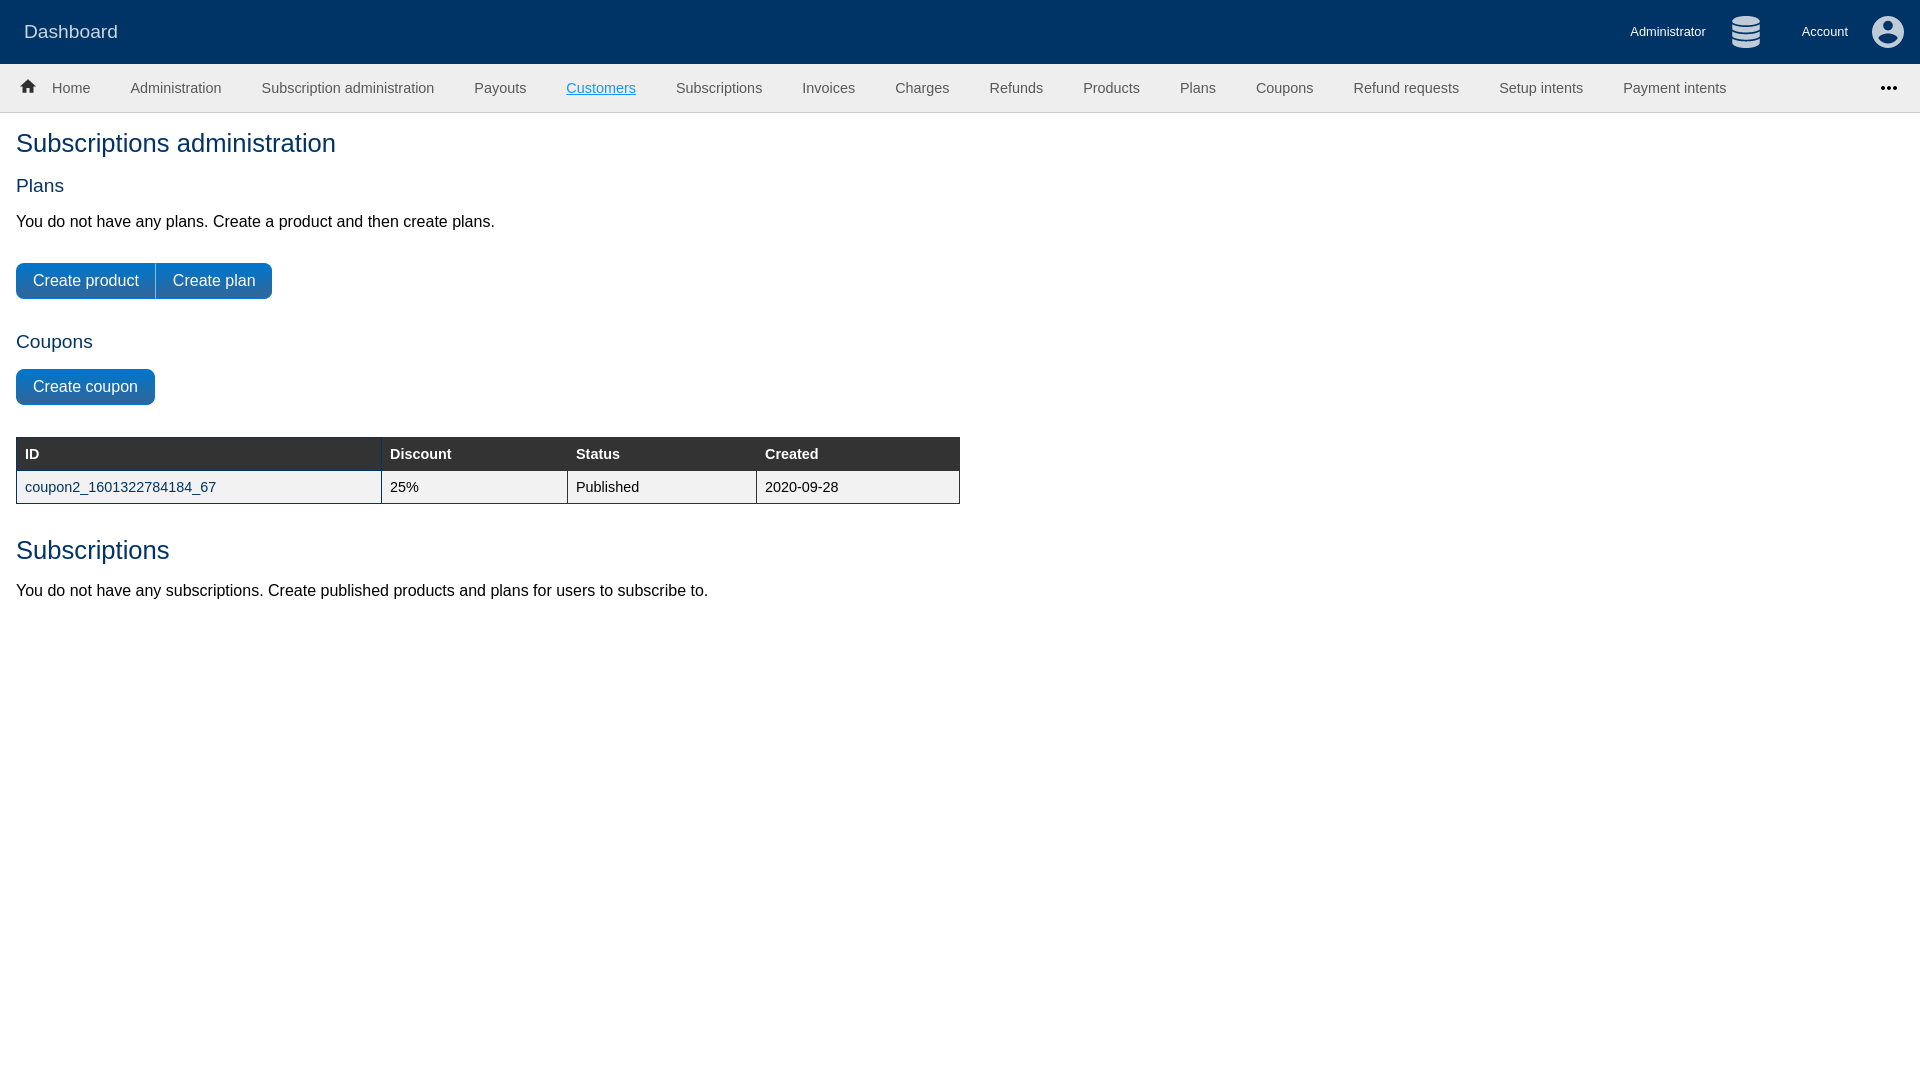 Dashboard
Administrator
Account
Home Administration Subscription administration Payouts Customers Subscriptions Invoices Charges Refunds Products Plans Coupons Refund requests Setup intents Payment intents
Subscriptions administration
Plans
You do not have any plans. Create a product and then create plans.
Create product Create plan
Coupons
Create coupon
ID Discount Status Created
coupon2_1601322784184_67 25% Published 2020-09-28
Subscriptions
You do not have any subscriptions. Create published products and plans for users to subscribe to.